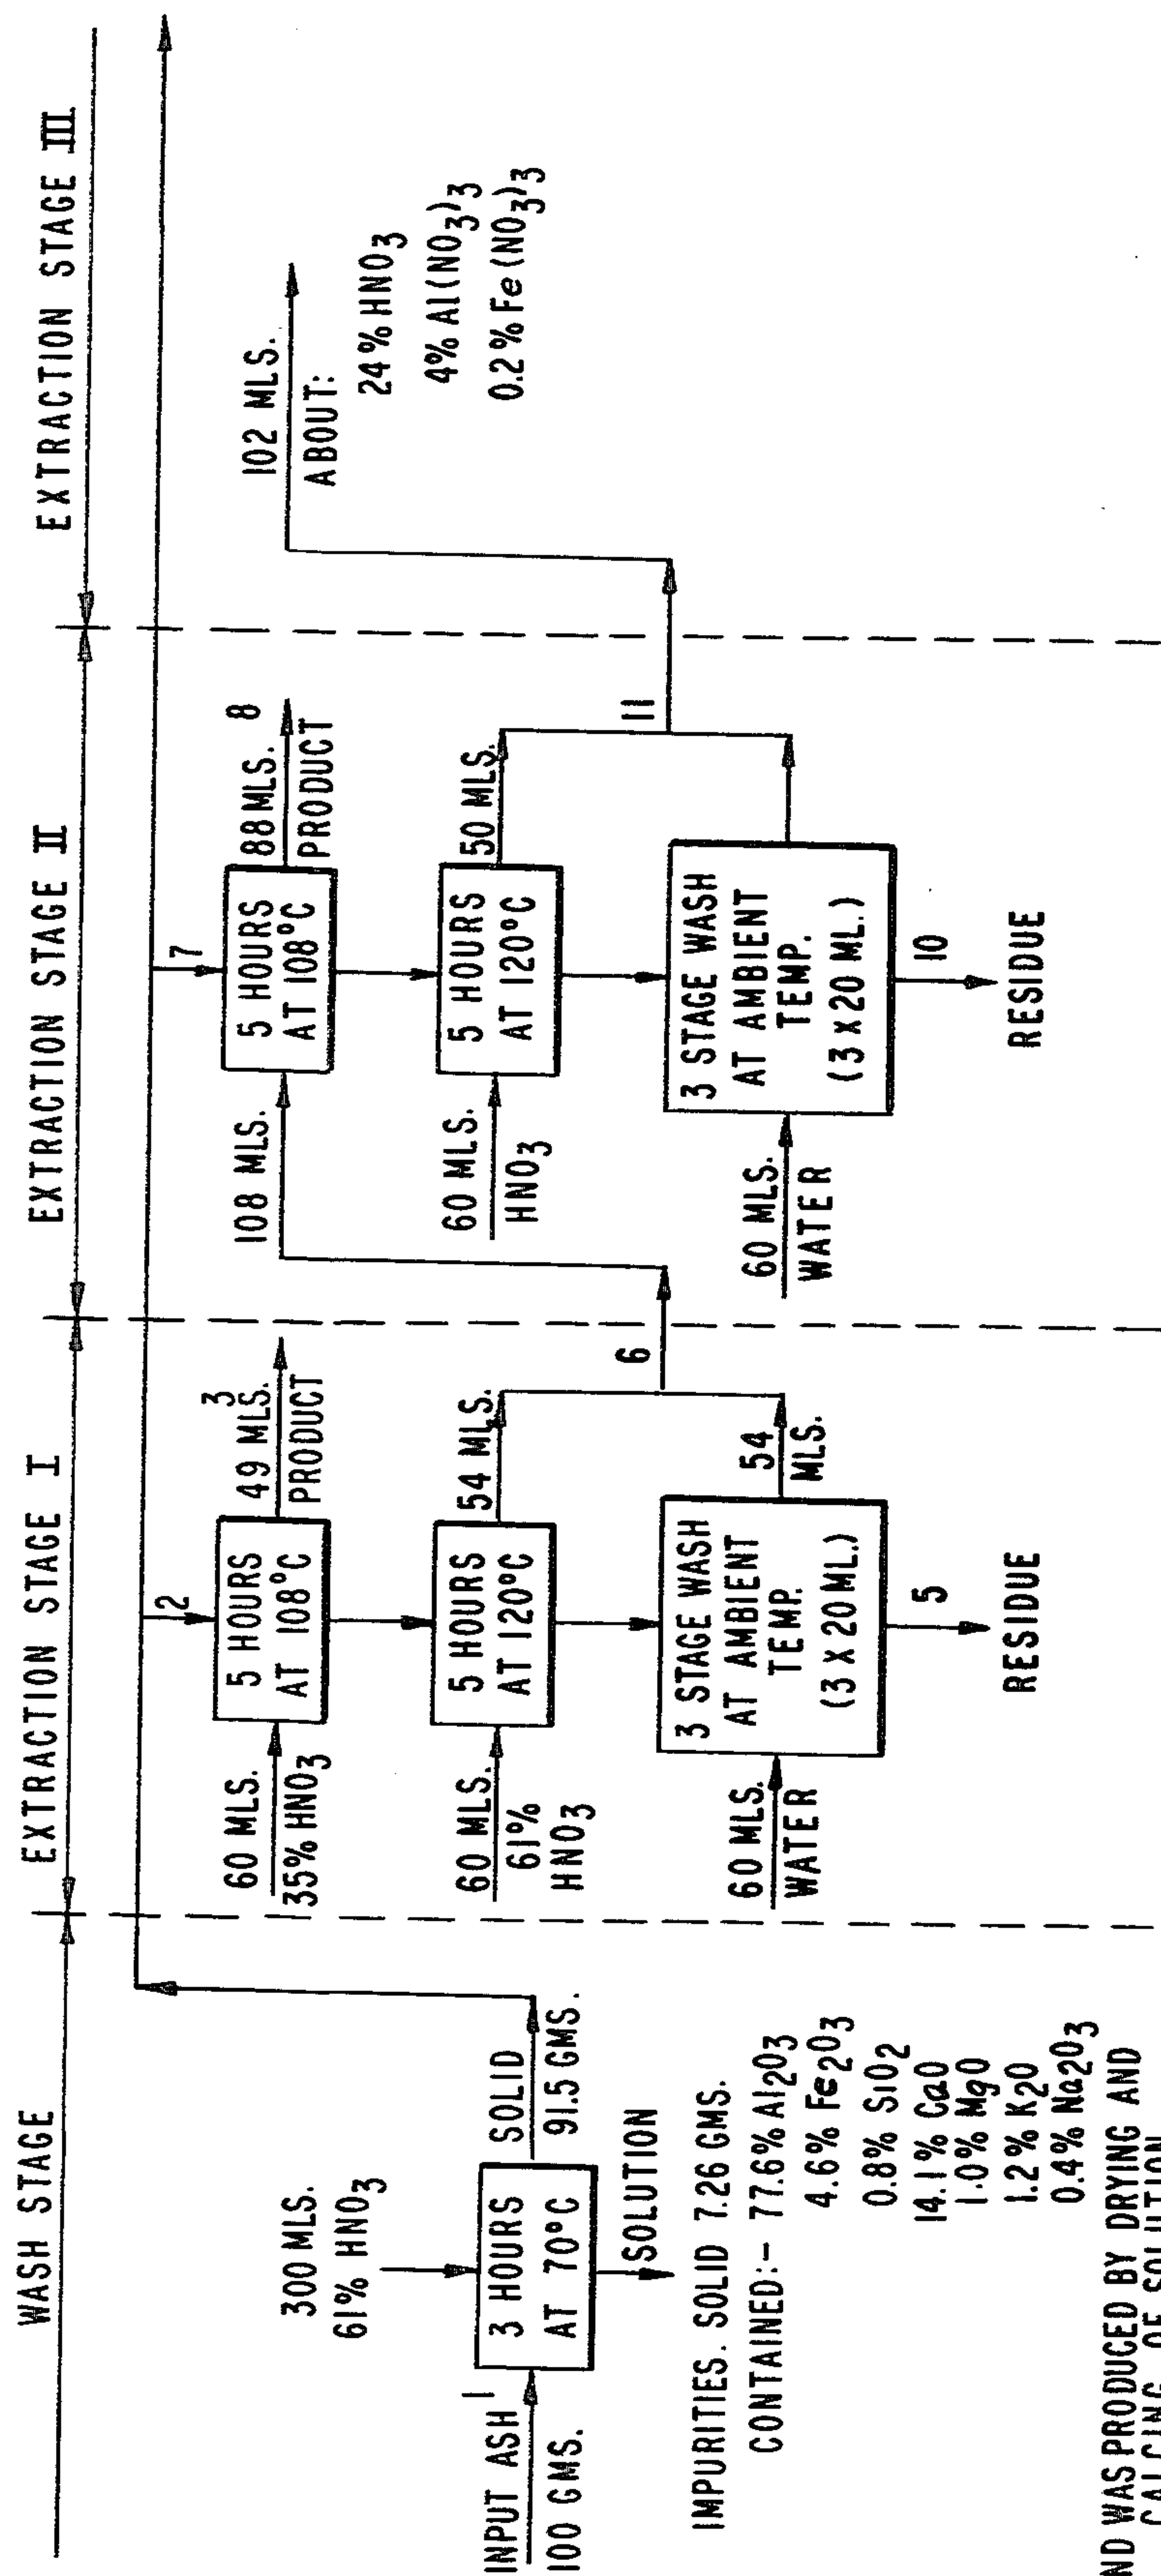 WASH STAGE
EXTRACTION STAGE I
EXTRACTION STAGE II
EXTRACTION STAGE III
300 MLS.
61% HNO3
INPUT ASH 1
100 GMS.
3 HOURS
AT 70°C
SOLID
91.5 GMS.
SOLUTION
IMPURITIES. SOLID 7.26 GMS.
CONTAINED:- 77.6% Al2O3
4.6% Fe2O3
0.8% SiO2
14.1% CaO
1.0% MgO
1.2% K2O
0.4% Na2O3
AND WAS PRODUCED BY DRYING AND
CALCING OF SOLUTION
2
60 MLS.
35% HNO3
5 HOURS
AT 108°C
3
49 MLS.
PRODUCT
60 MLS.
61%
HNO3
5 HOURS
AT 120°C
54 MLS.
60 MLS.
WATER
3 STAGE WASH
AT AMBIENT
TEMP.
(3 X 20 ML.)
54
MLS.
5
RESIDUE
6
108 MLS.
7
5 HOURS
AT 108°C
88 MLS. 8
PRODUCT
60 MLS.
HNO3
5 HOURS
AT 120°C
50 MLS.
60 MLS.
WATER
3 STAGE WASH
AT AMBIENT
TEMP.
(3 X 20 ML.)
10
RESIDUE
11
102 MLS.
ABOUT:
24% HNO3
4% Al(NO3)3
0.2% Fe(NO3)3